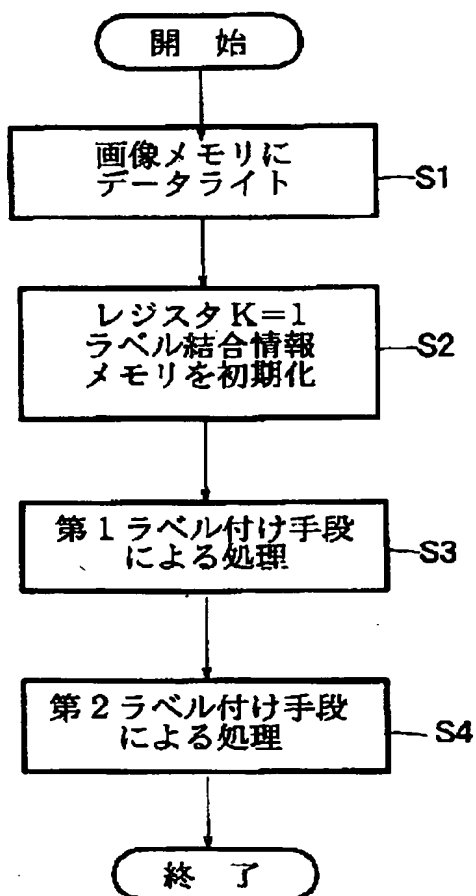 開 始
画像メモリに
データライト
S1
レジスタK=1
ラベル結合情報
メモリを初期化
S2
第1ラベル付け手段
による処理
S3
第2ラベル付け手段
による処理
S4
終 了